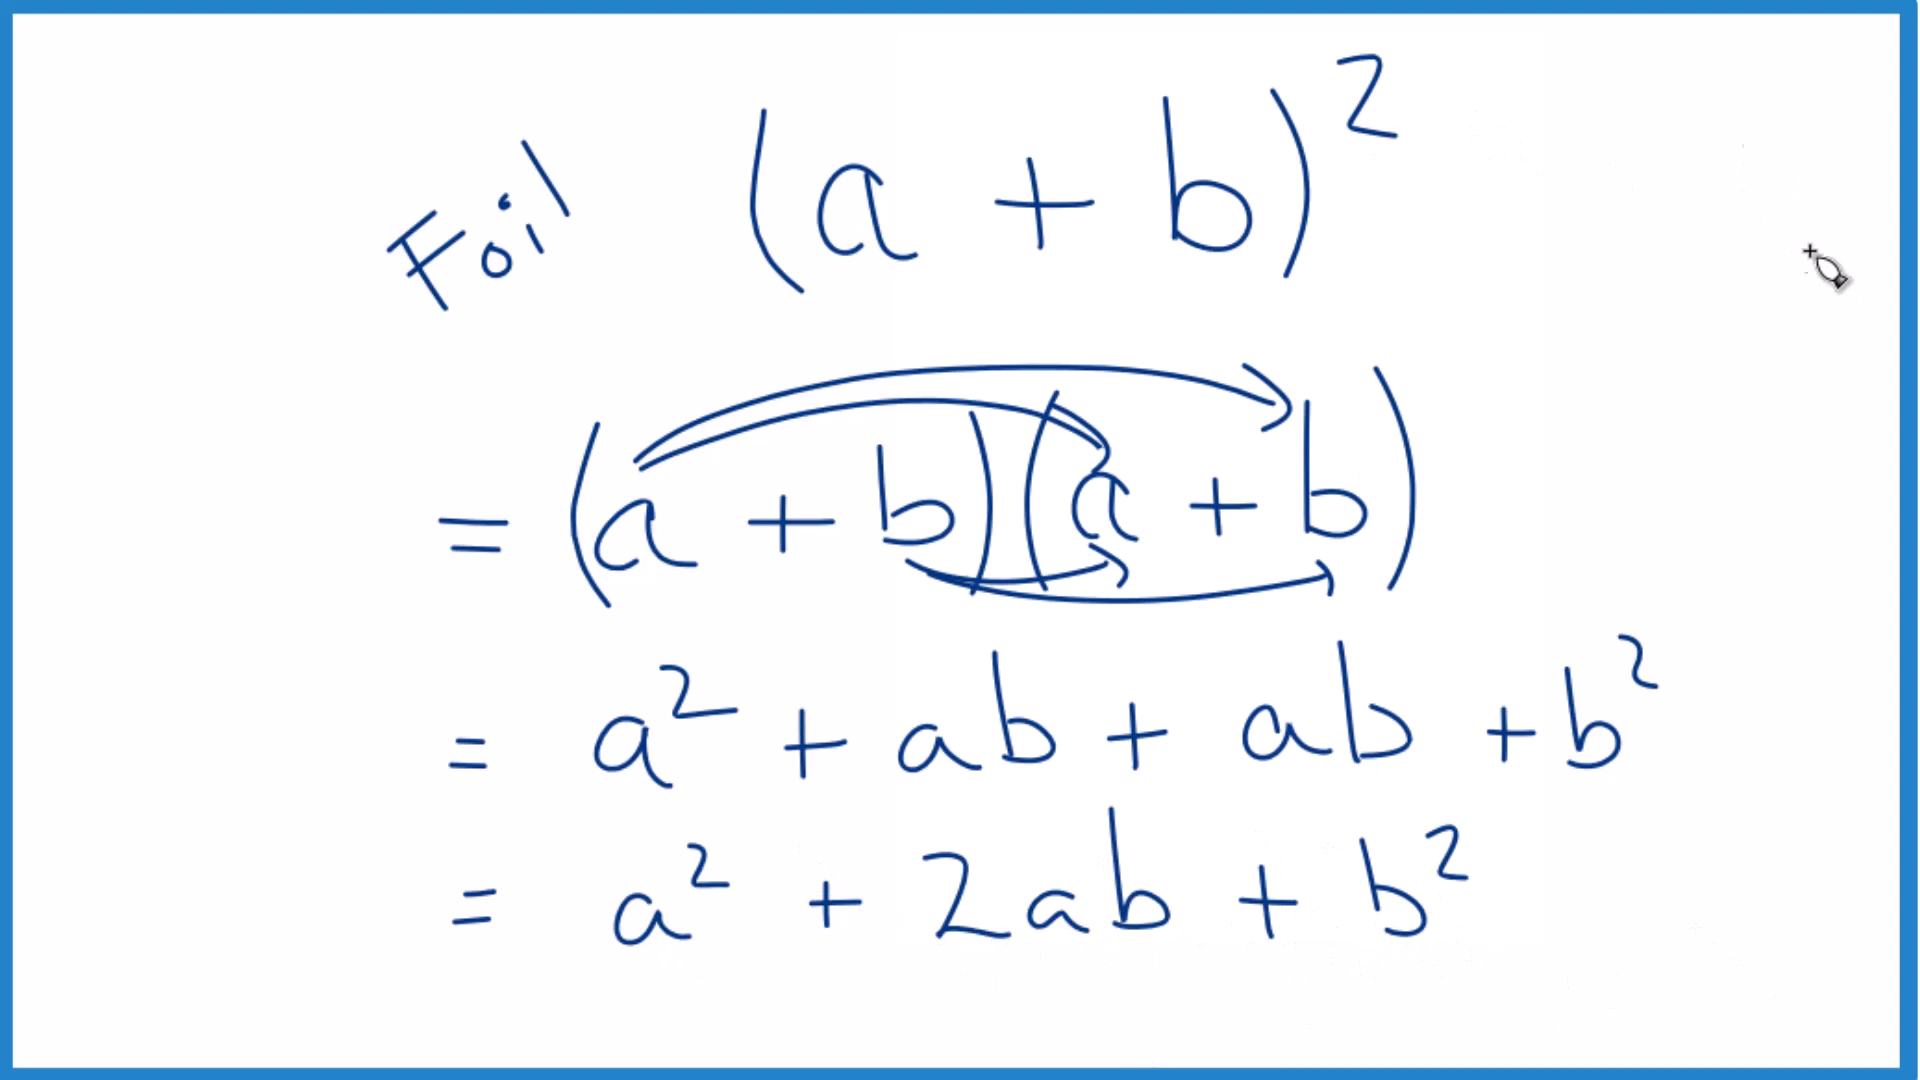 Foil (a + b)²
= (a + b)(a + b)
= a² + ab + ab + b²
= a² + 2ab + b²